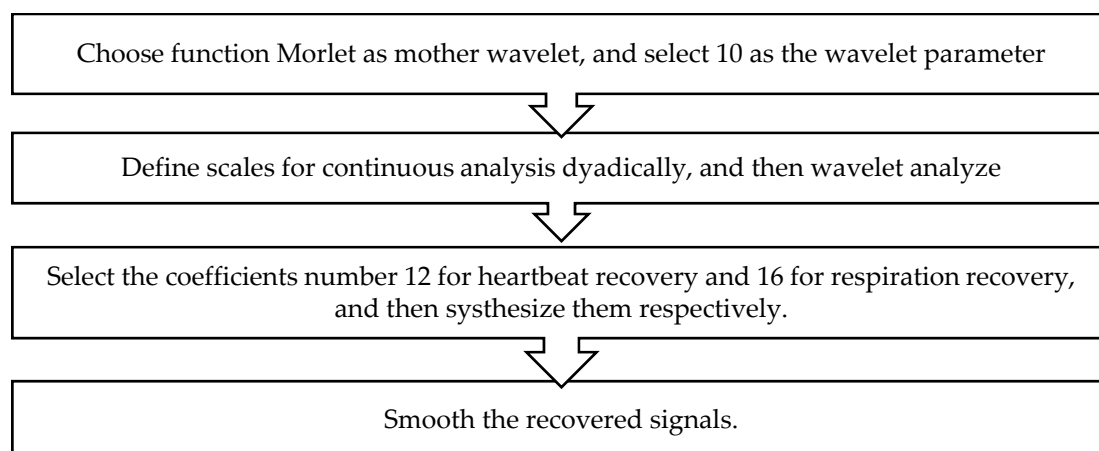 Choose function Morlet as mother wavelet, and select 10 as the wavelet parameter
Define scales for continuous analysis dyadically, and then wavelet analyze
Select the coefficients number 12 for heartbeat recovery and 16 for respiration recovery,
and then systhesize them respectively.
Smooth the recovered signals.